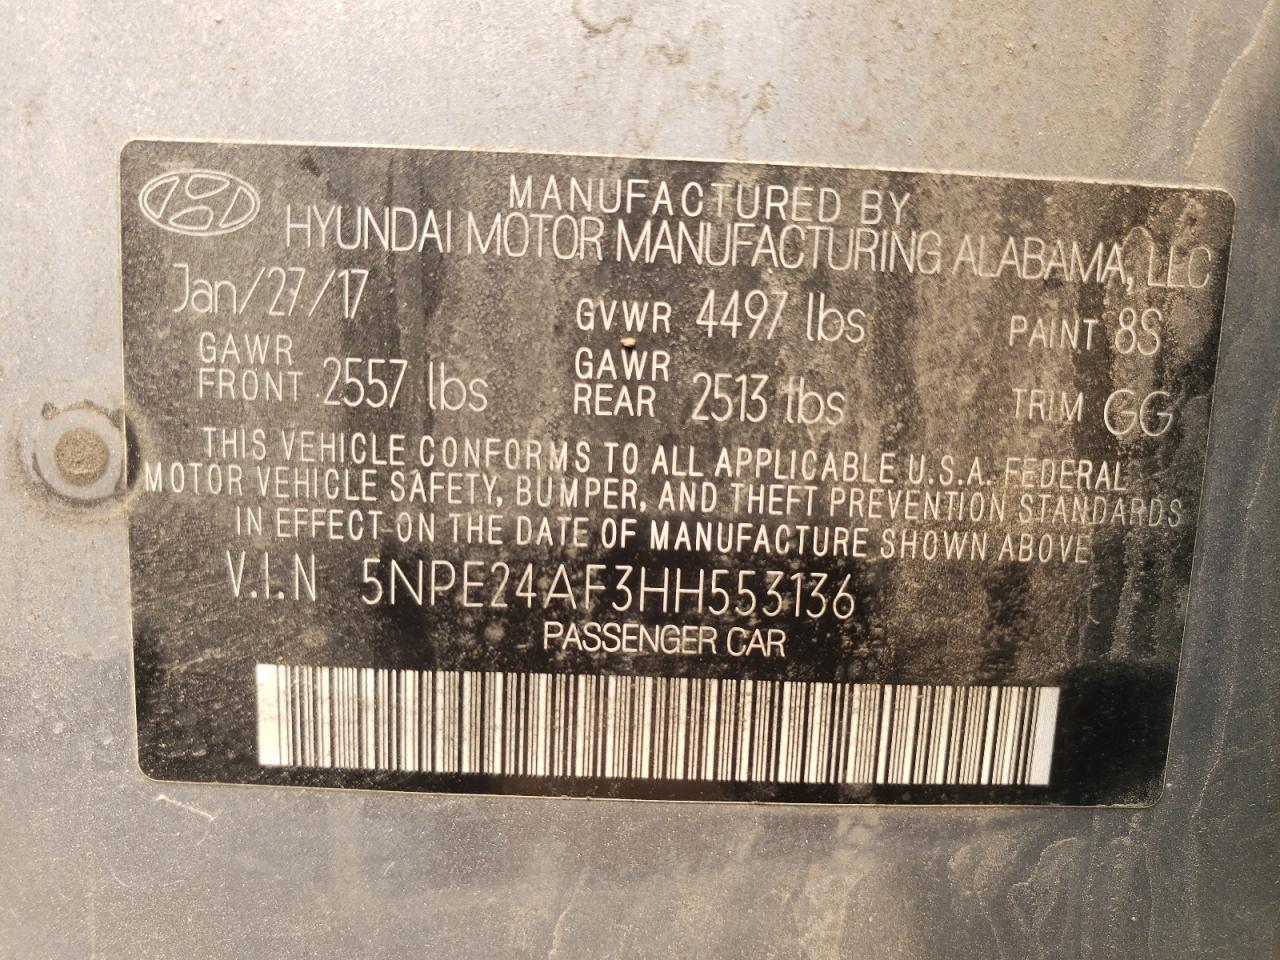 MANUFACTURED BY
HYUNDAI MOTOR MANUFACTURING ALABAMA, LLC
Jan/27/17 GVWR 4497 lbs PAINT 8S
GAWR FRONT 2557 lbs GAWR REAR 2513 lbs TRIM GG
THIS VEHICLE CONFORMS TO ALL APPLICABLE U.S.A. FEDERAL
MOTOR VEHICLE SAFETY, BUMPER, AND THEFT PREVENTION STANDARDS
IN EFFECT ON THE DATE OF MANUFACTURE SHOWN ABOVE
V.I.N 5NPE24AF3HH553136
PASSENGER CAR